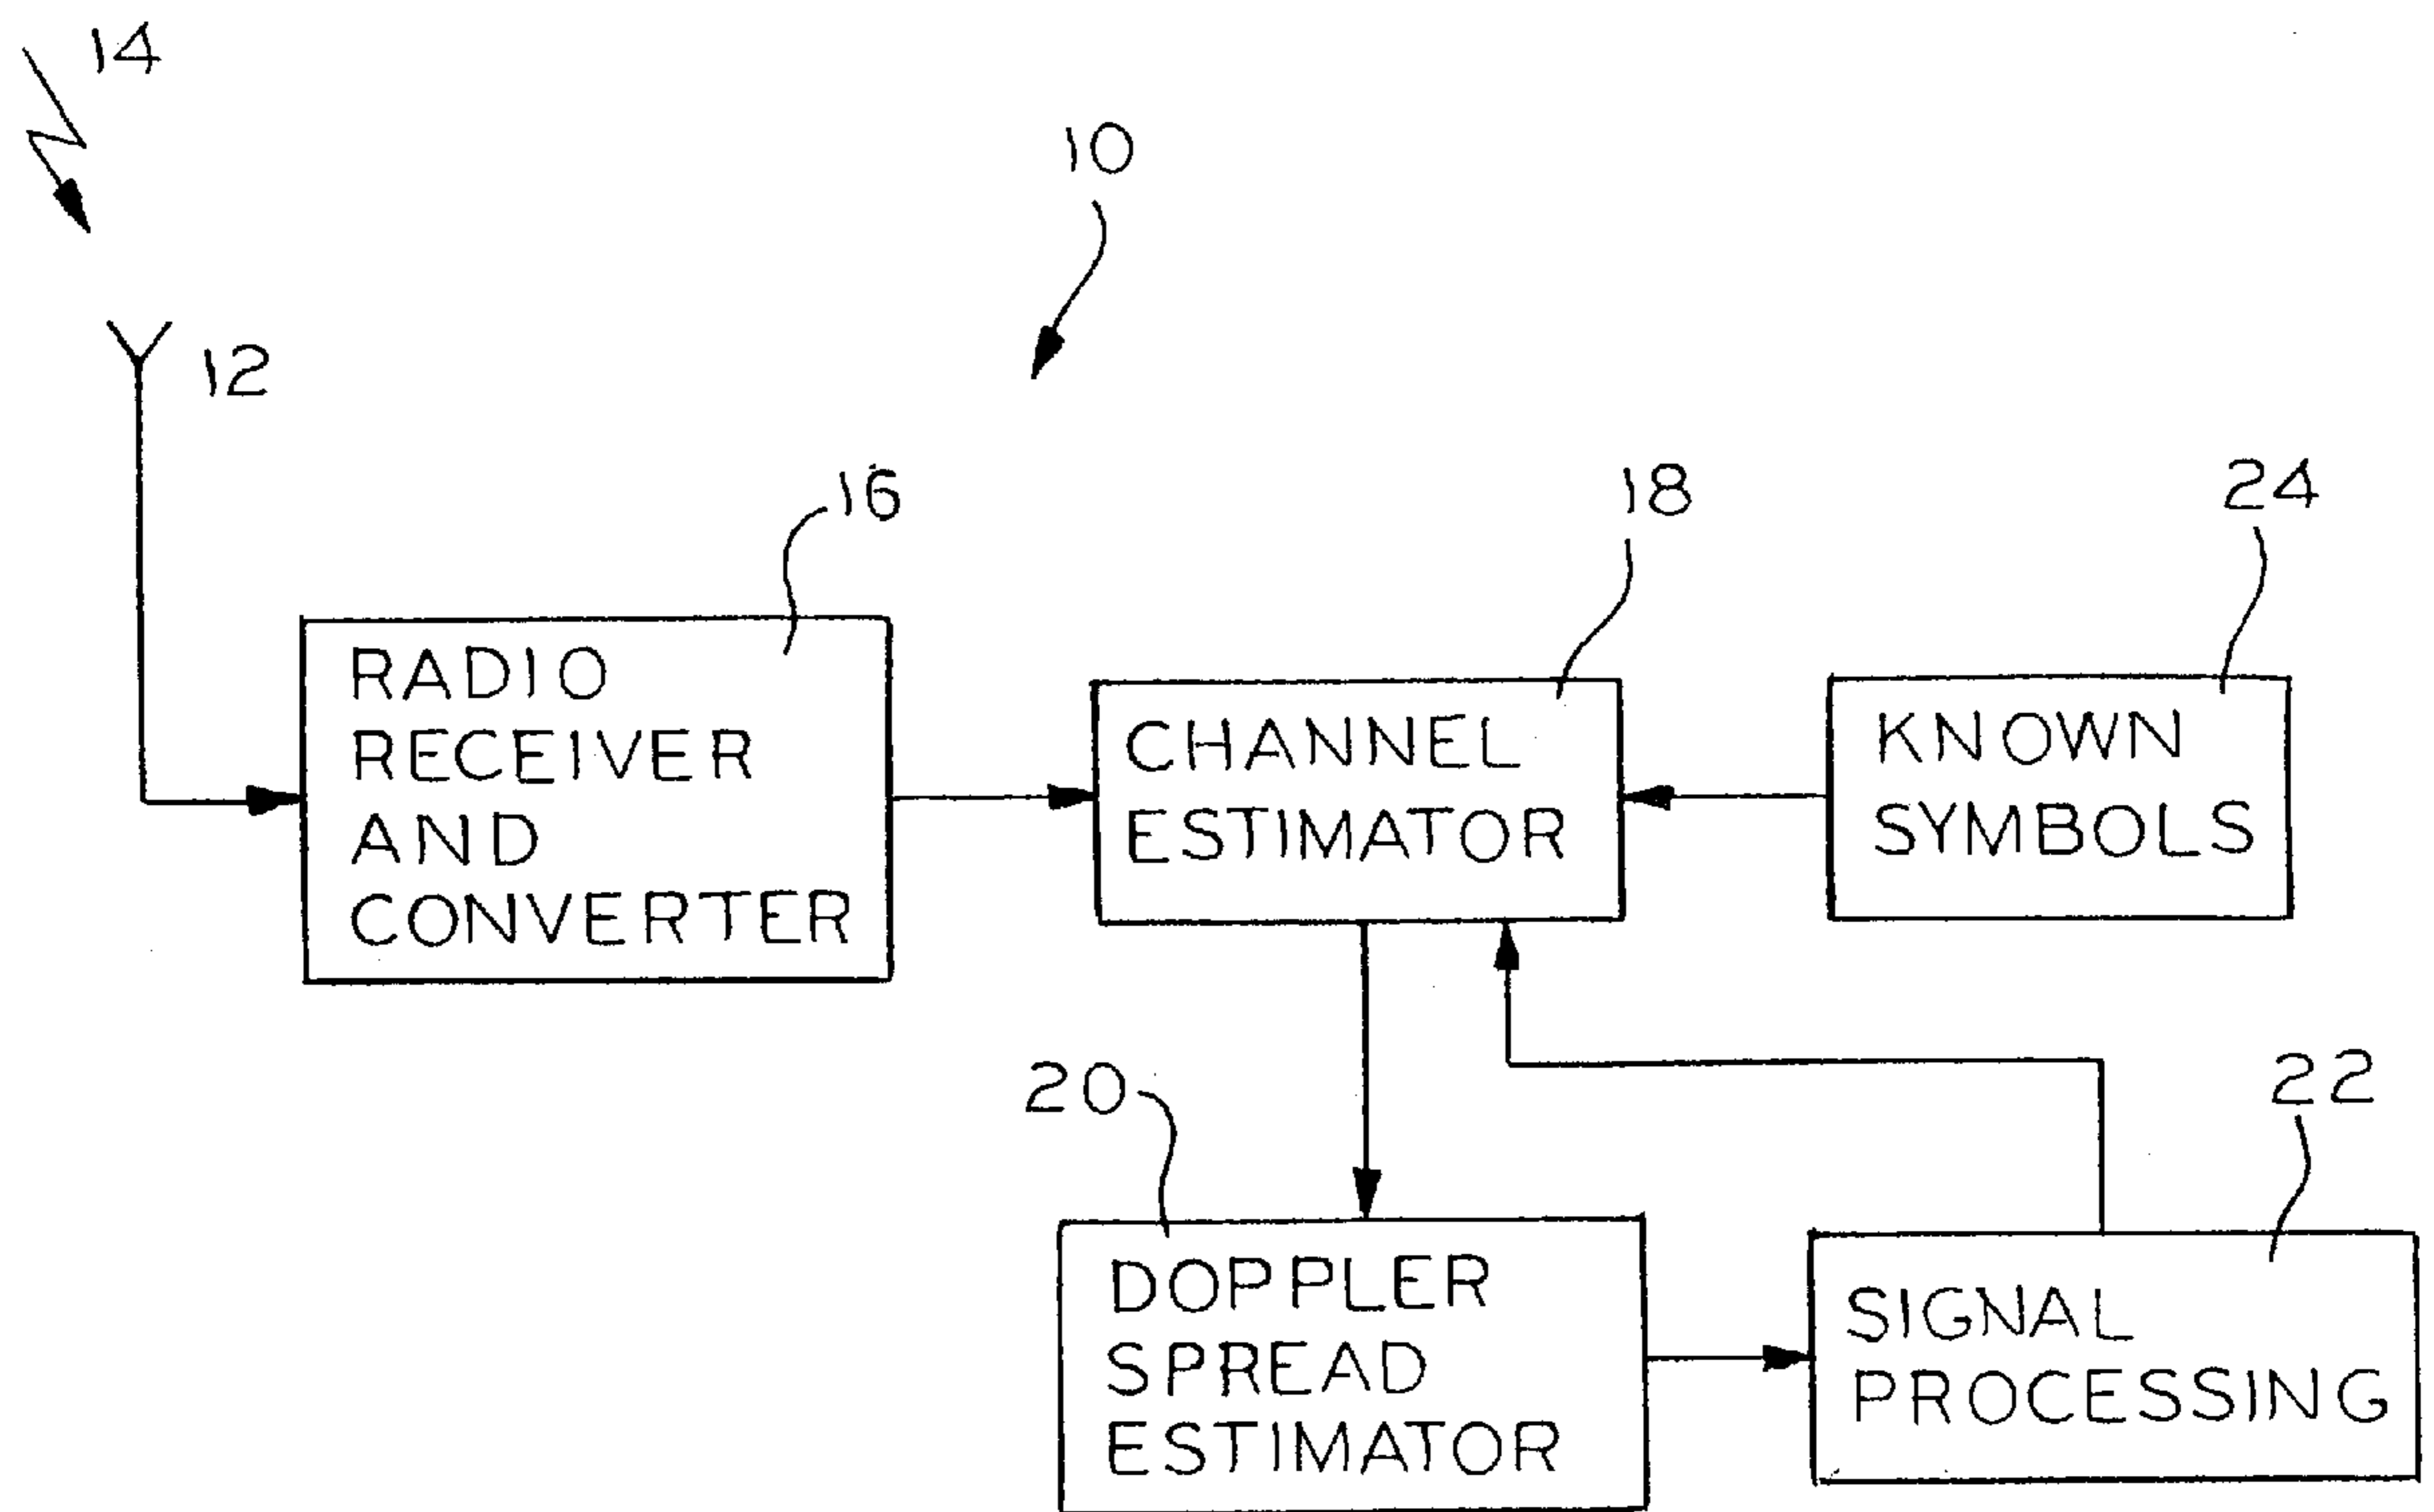 14
10
12
16
18
24
RADIO
RECEIVER
AND
CONVERTER
CHANNEL
ESTIMATOR
KNOWN
SYMBOLS
20
22
DOPPLER
SPREAD
ESTIMATOR
SIGNAL
PROCESSING